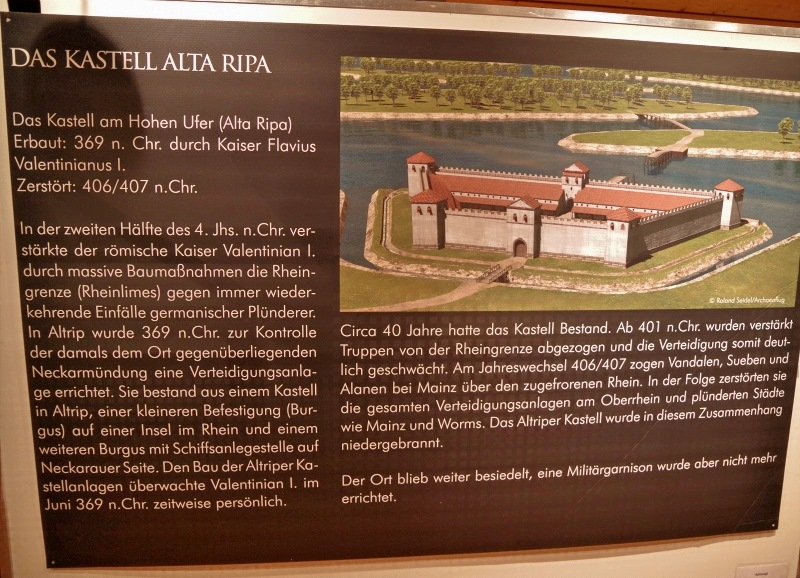 DAS KASTELL ALTA RIPA
Das Kastell am Hohen Ufer (Alta Ripa)
Erbaut: 369 n. Chr. durch Kaiser Flavius
Valentinianus I.
Zerstört: 406/407 n.Chr.
In der zweiten Hälfte des 4. Jhs. n.Chr. ver-
stärkte der römische Kaiser Valentinian I.
durch massive Baumaßnahmen die Rhein-
grenze (Rheinlimes) gegen immer wieder-
kehrende Einfälle germanischer Plünderer.
In Altrip wurde 369 n.Chr. zur Kontrolle
der damals dem Ort gegenüberliegenden
Neckarmündung eine Verteidigungsanla-
ge errichtet. Sie bestand aus einem Kastell
in Altrip, einer kleineren Befestigung (Bur-
gus) auf einer Insel im Rhein und einem
weiteren Burgus mit Schiffsanlegestelle auf
Neckarauer Seite. Den Bau der Altriper Ka-
stellanlagen überwachte Valentinian I. im
Juni 369 n.Chr. zeitweise persönlich.
© Roland Seidel/Archaeoflug
Circa 40 Jahre hatte das Kastell Bestand. Ab 401 n.Chr. wurden verstärkt
Truppen von der Rheingrenze abgezogen und die Verteidigung somit deut-
lich geschwächt. Am Jahreswechsel 406/407 zogen Vandalen, Sueben und
Alanen bei Mainz über den zugefrorenen Rhein. In der Folge zerstörten sie
die gesamten Verteidigungsanlagen am Oberrhein und plünderten Städte
wie Mainz und Worms. Das Altriper Kastell wurde in diesem Zusammenhang
niedergebrannt.
Der Ort blieb weiter besiedelt, eine Militärgarnison wurde aber nicht mehr
errichtet.